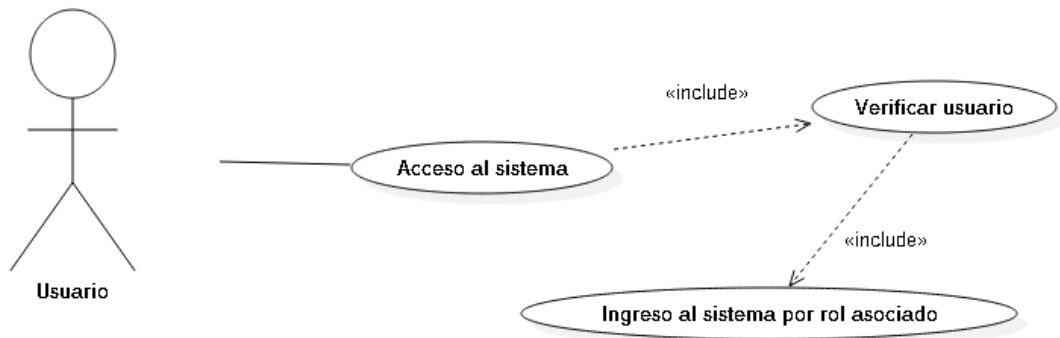 «include»
Verificar usuario
Acceso al sistema
«include»
Usuario
Ingreso al sistema por rol asociado